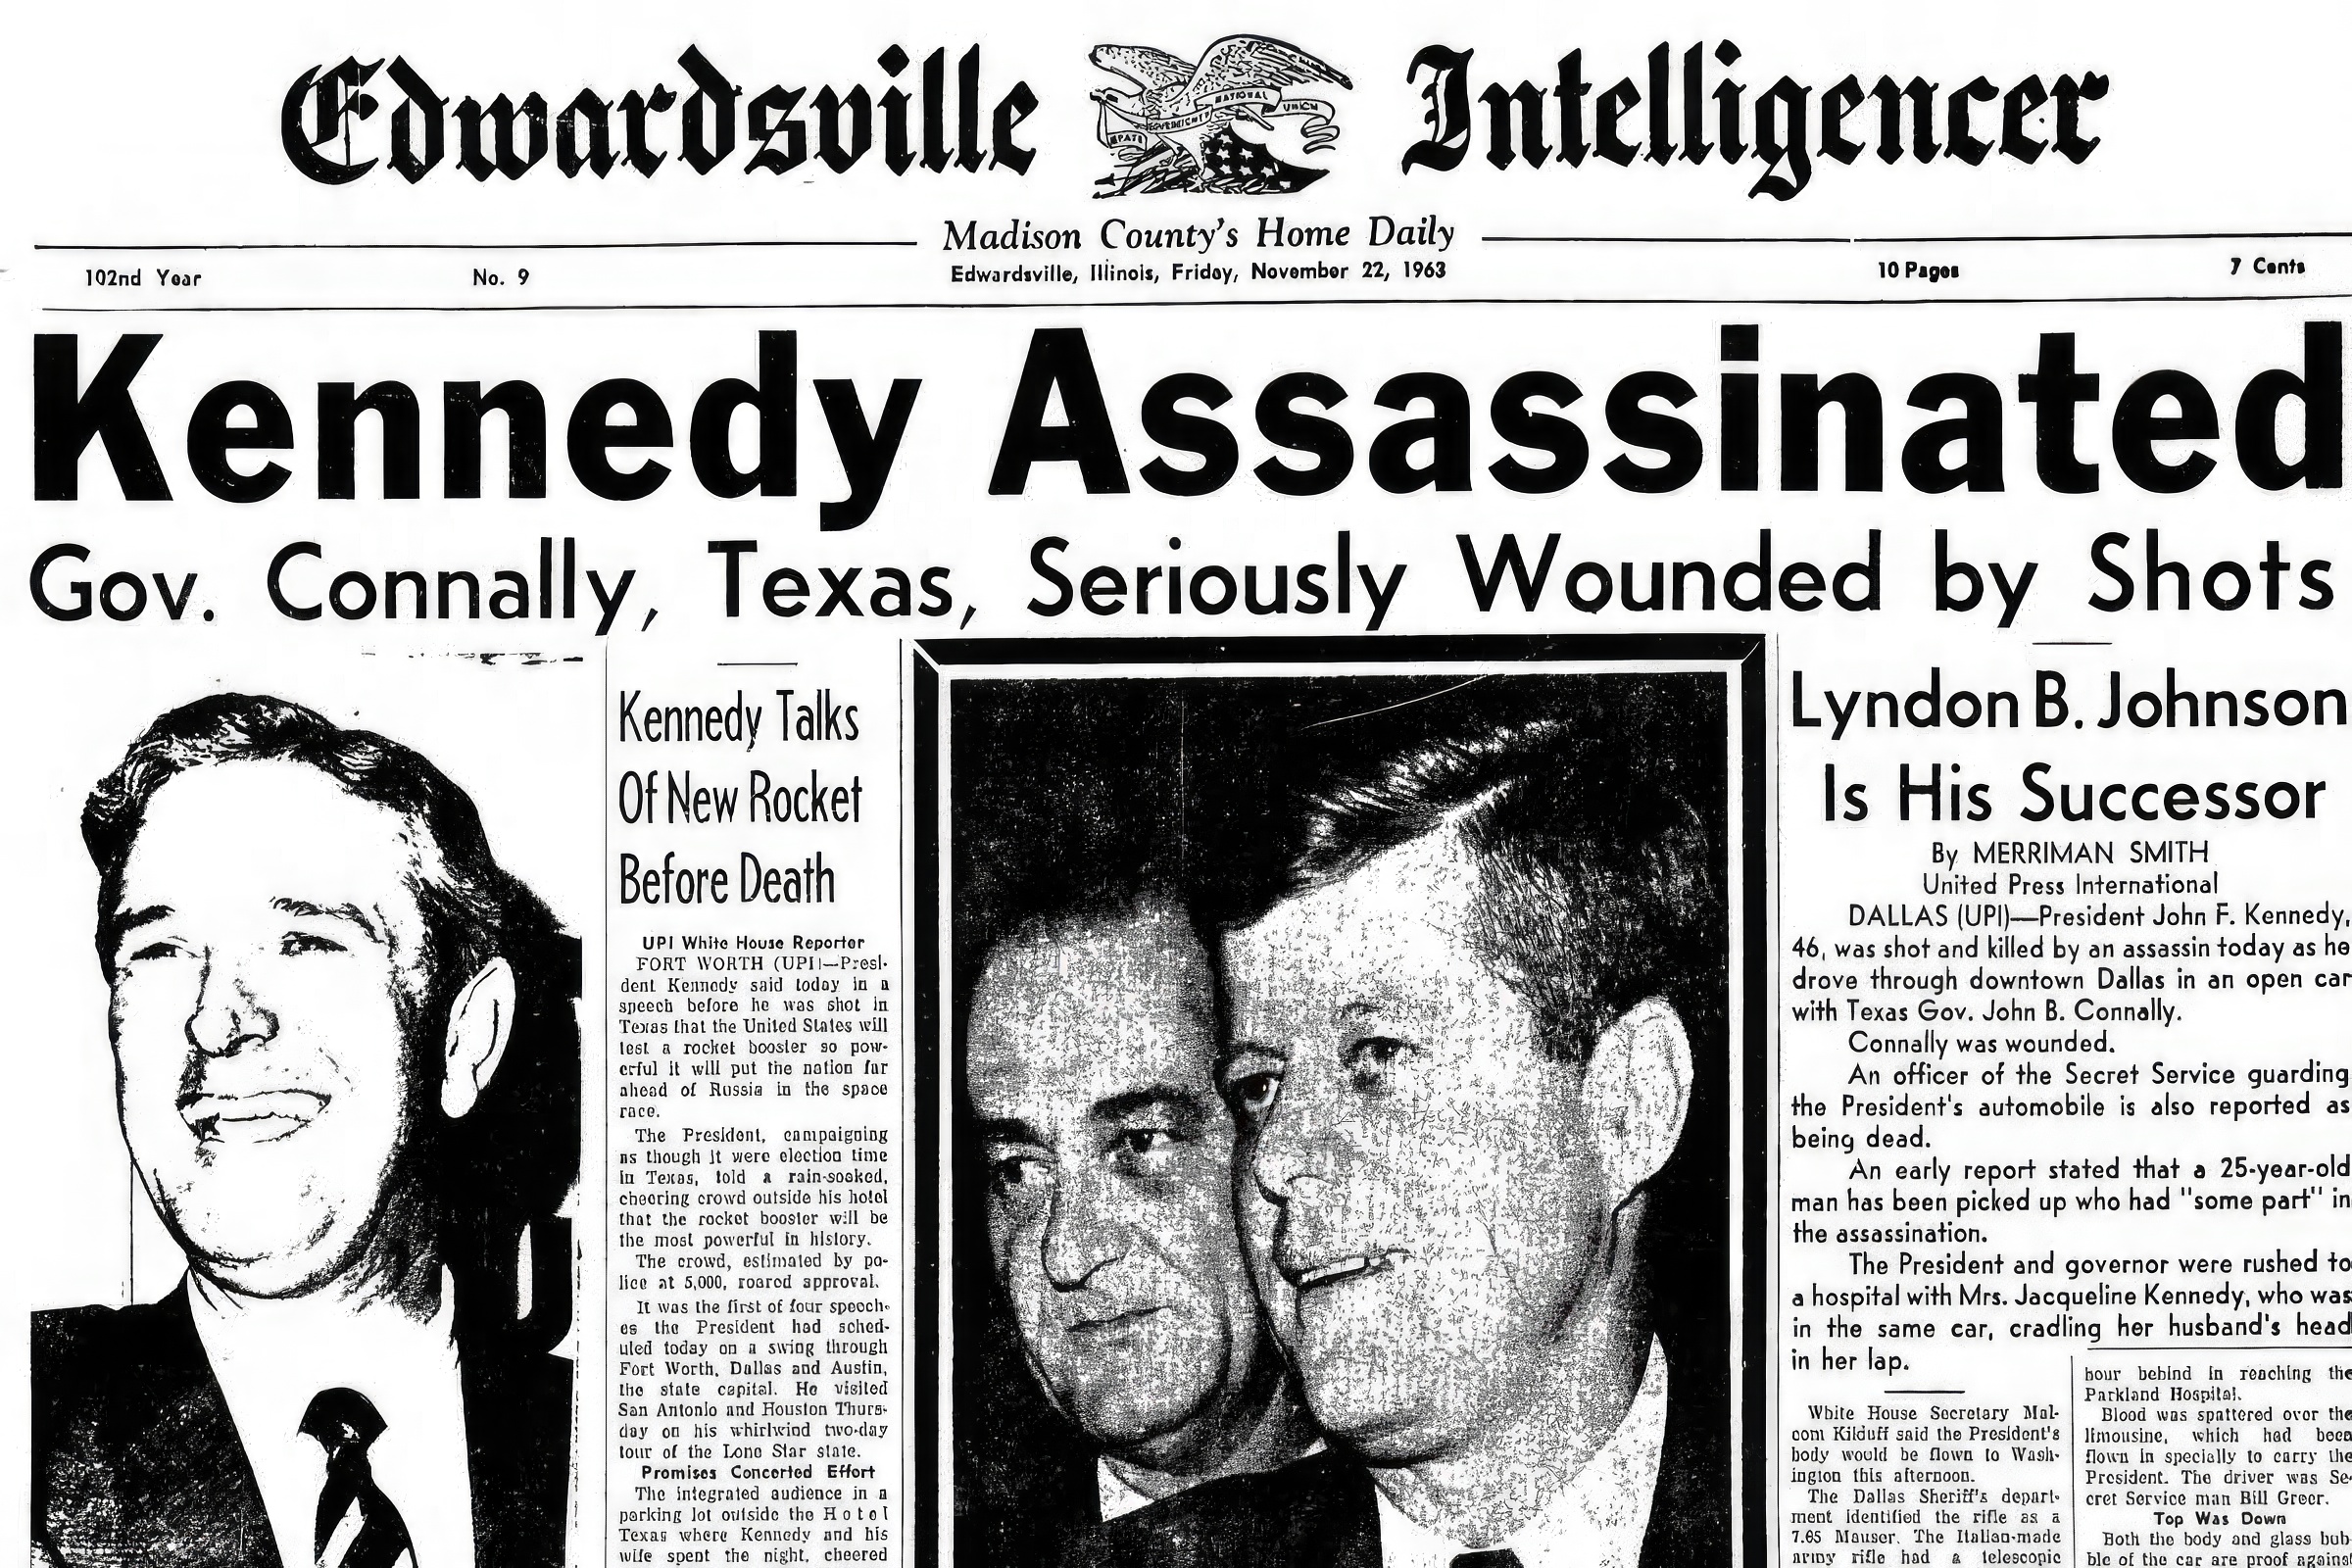 Edwardsville Intelligencer
NATIONAL
UNION
Madison County's Home Daily
102nd Year No. 9 Edwardsville, Illinois, Friday, November 22, 1963 10 Pages 7 Cents
Kennedy Assassinated
Gov. Connally, Texas, Seriously Wounded by Shots
Kennedy Talks
Of New Rocket
Before Death
UPI White House Reporter
FORT WORTH (UPI)—Presi-
dent Kennedy said today in a
speech before he was shot in
Texas that the United States will
test a rocket booster so pow-
erful it will put the nation far
ahead of Russia in the space
race.
The President, campaigning
as though it were election time
in Texas, told a rain-soaked,
cheering crowd outside his hotel
that the rocket booster will be
the most powerful in history.
The crowd, estimated by po-
lice at 5,000, roared approval.
It was the first of four speech-
es the President had sched-
uled today on a swing through
Fort Worth, Dallas and Austin,
the state capital. He visited
San Antonio and Houston Thurs-
day on his whirlwind two-day
tour of the Lone Star state.
Promises Concerted Effort
The integrated audience in a
parking lot outside the Hotel
Texas where Kennedy and his
wife spent the night, cheered
Lyndon B. Johnson
Is His Successor
By MERRIMAN SMITH
United Press International
DALLAS (UPI)—President John F. Kennedy,
46, was shot and killed by an assassin today as he
drove through downtown Dallas in an open car
with Texas Gov. John B. Connally.
Connally was wounded.
An officer of the Secret Service guarding
the President's automobile is also reported as
being dead.
An early report stated that a 25-year-old
man has been picked up who had "some part" in
the assassination.
The President and governor were rushed to
a hospital with Mrs. Jacqueline Kennedy, who was
in the same car, cradling her husband's head
in her lap.
White House Secretary Mal-
com Kilduff said the President's
body would be flown to Wash-
ington this afternoon.
The Dallas Sheriff's depart-
ment identified the rifle as a
7.65 Mauser. The Italian-made
army rifle had a telescopic
hour behind in reaching the
Parkland Hospital.
Blood was spattered over the
limousine, which had been
flown in specially to carry the
President. The driver was Se-
cret Service man Bill Greer.
Top Was Down
Both the body and glass bub-
ble of the car are proof against